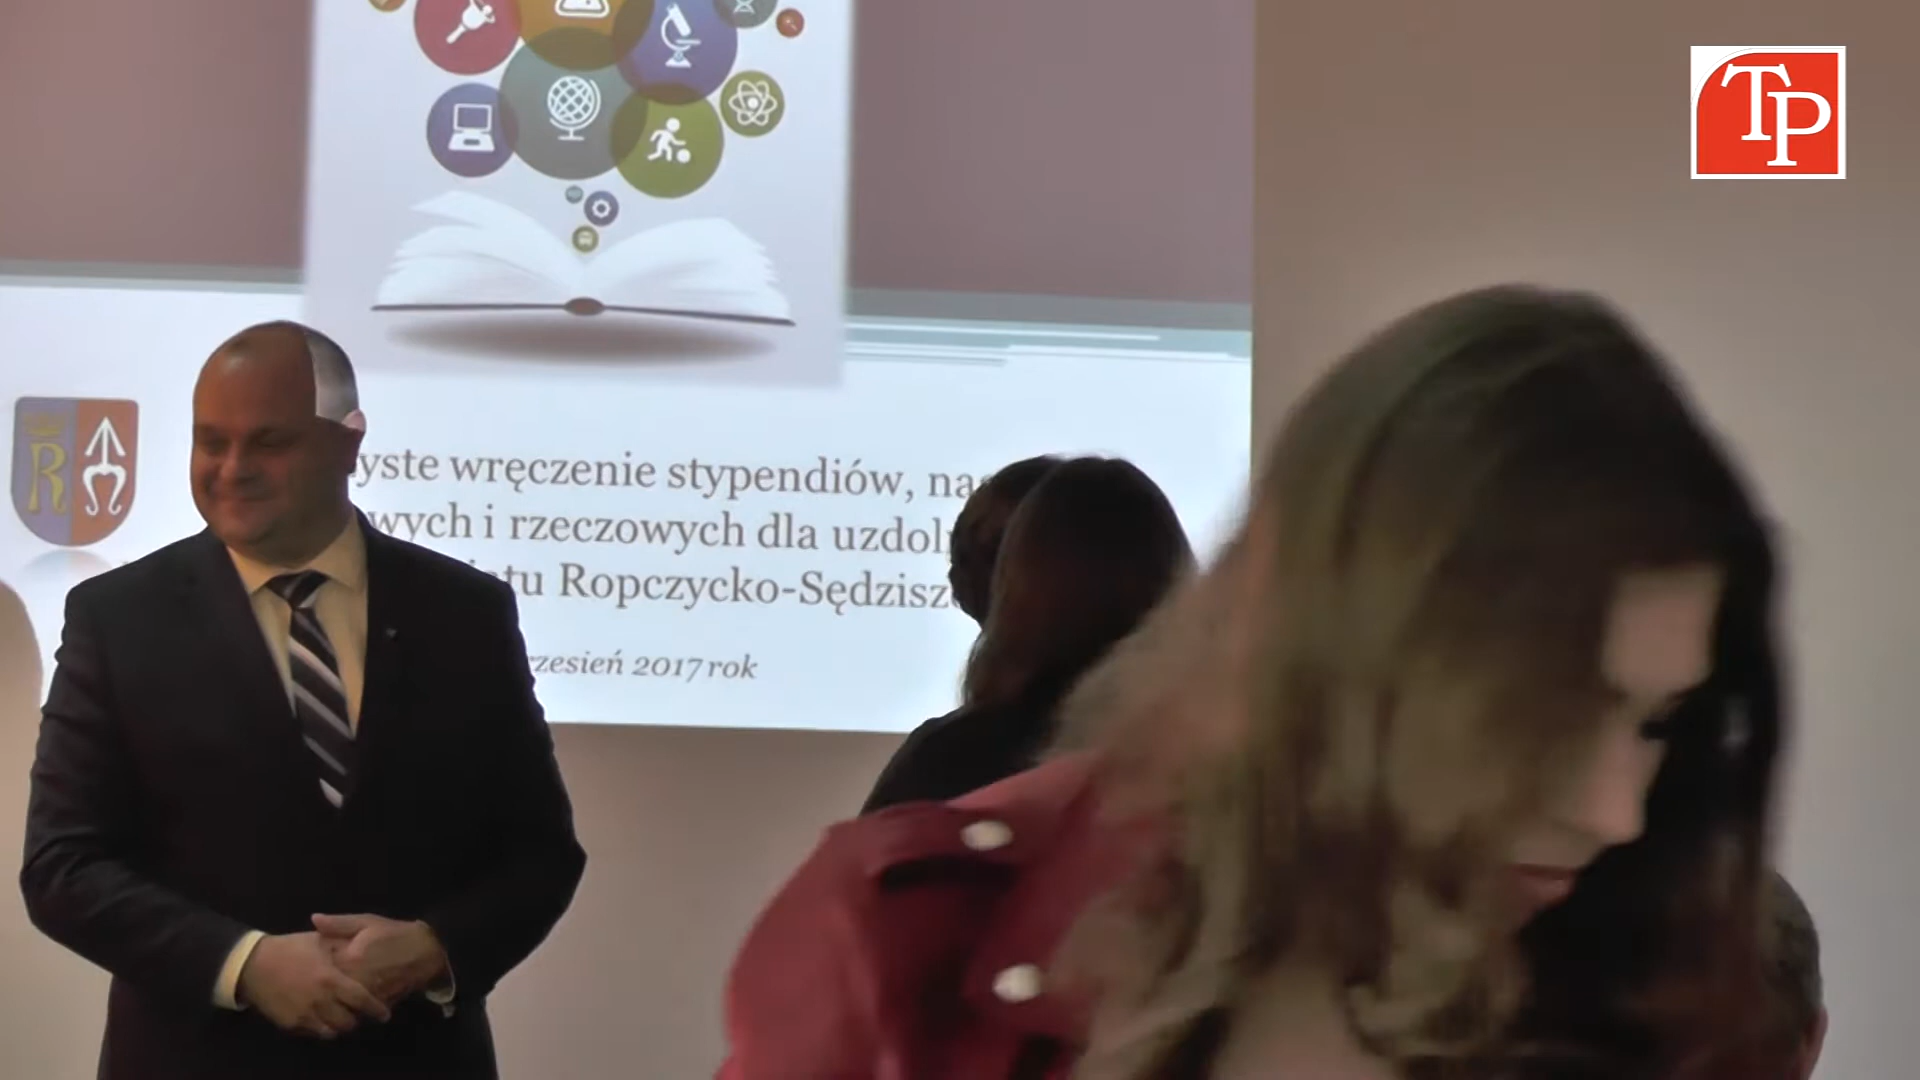 TP
R
yste wręczenie stypendiów, na
wych i rzeczowych dla uzdol
tu Ropczycko-Sędzisz
rzesień 2017 rok